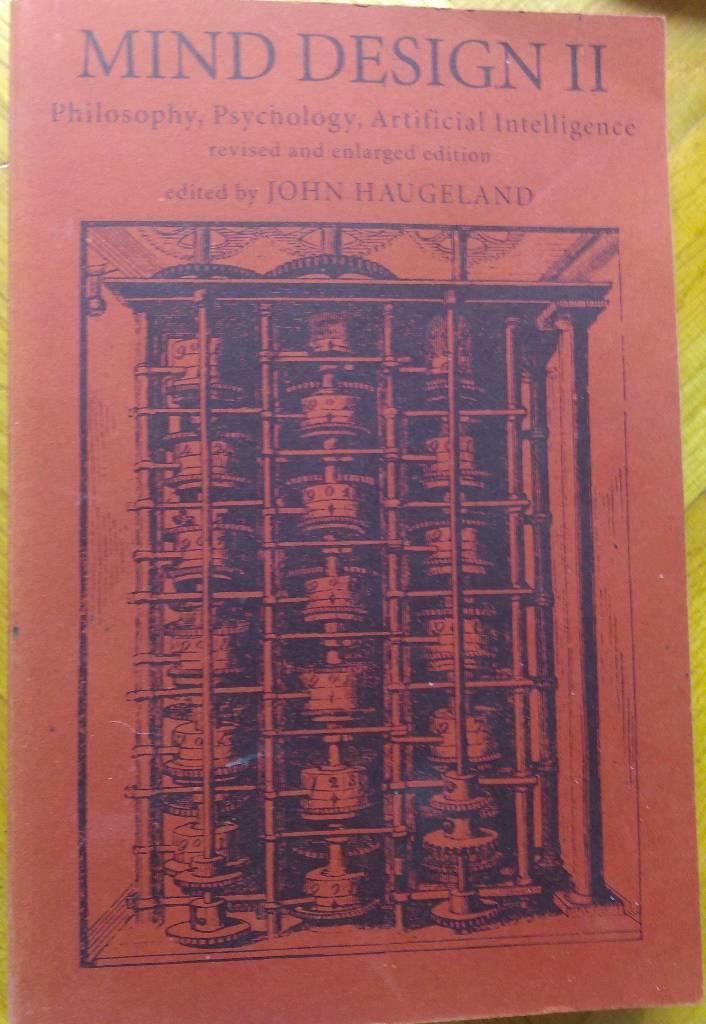 MIND DESIGN II
Philosophy, Psychology, Artificial Intelligence
revised and enlarged edition
edited by JOHN HAUGELAND